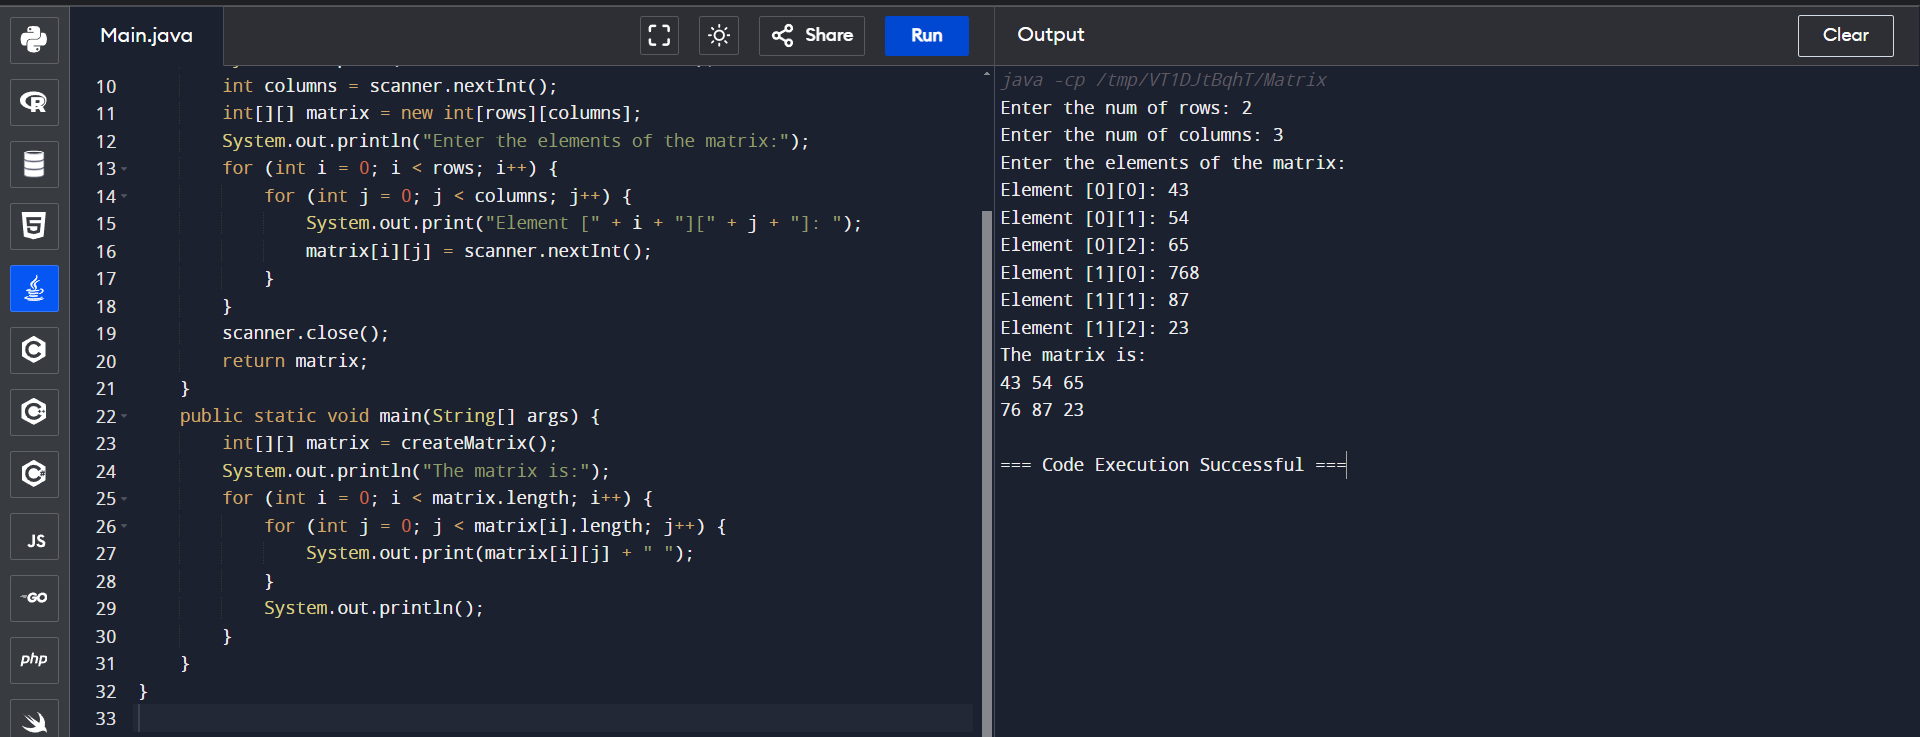 Main.java
Share
Run
Output
Clear
10 int columns = scanner.nextInt();
11 int[][] matrix = new int[rows][columns];
12 System.out.println("Enter the elements of the matrix:");
13 for (int i = 0; i < rows; i++) {
14 for (int j = 0; j < columns; j++) {
15 System.out.print("Element [" + i + "][" + j + "]: ");
16 matrix[i][j] = scanner.nextInt();
17 }
18 }
19 scanner.close();
20 return matrix;
21 }
22 public static void main(String[] args) {
23 int[][] matrix = createMatrix();
24 System.out.println("The matrix is:");
25 for (int i = 0; i < matrix.length; i++) {
26 for (int j = 0; j < matrix[i].length; j++) {
27 System.out.print(matrix[i][j] + " ");
28 }
29 System.out.println();
30 }
31 }
32 }
33
java -cp /tmp/VT1DJtBqhT/Matrix
Enter the num of rows: 2
Enter the num of columns: 3
Enter the elements of the matrix:
Element [0][0]: 43
Element [0][1]: 54
Element [0][2]: 65
Element [1][0]: 768
Element [1][1]: 87
Element [1][2]: 23
The matrix is:
43 54 65
76 87 23
=== Code Execution Successful ===
R
5
C
C++
C#
JS
GO
php